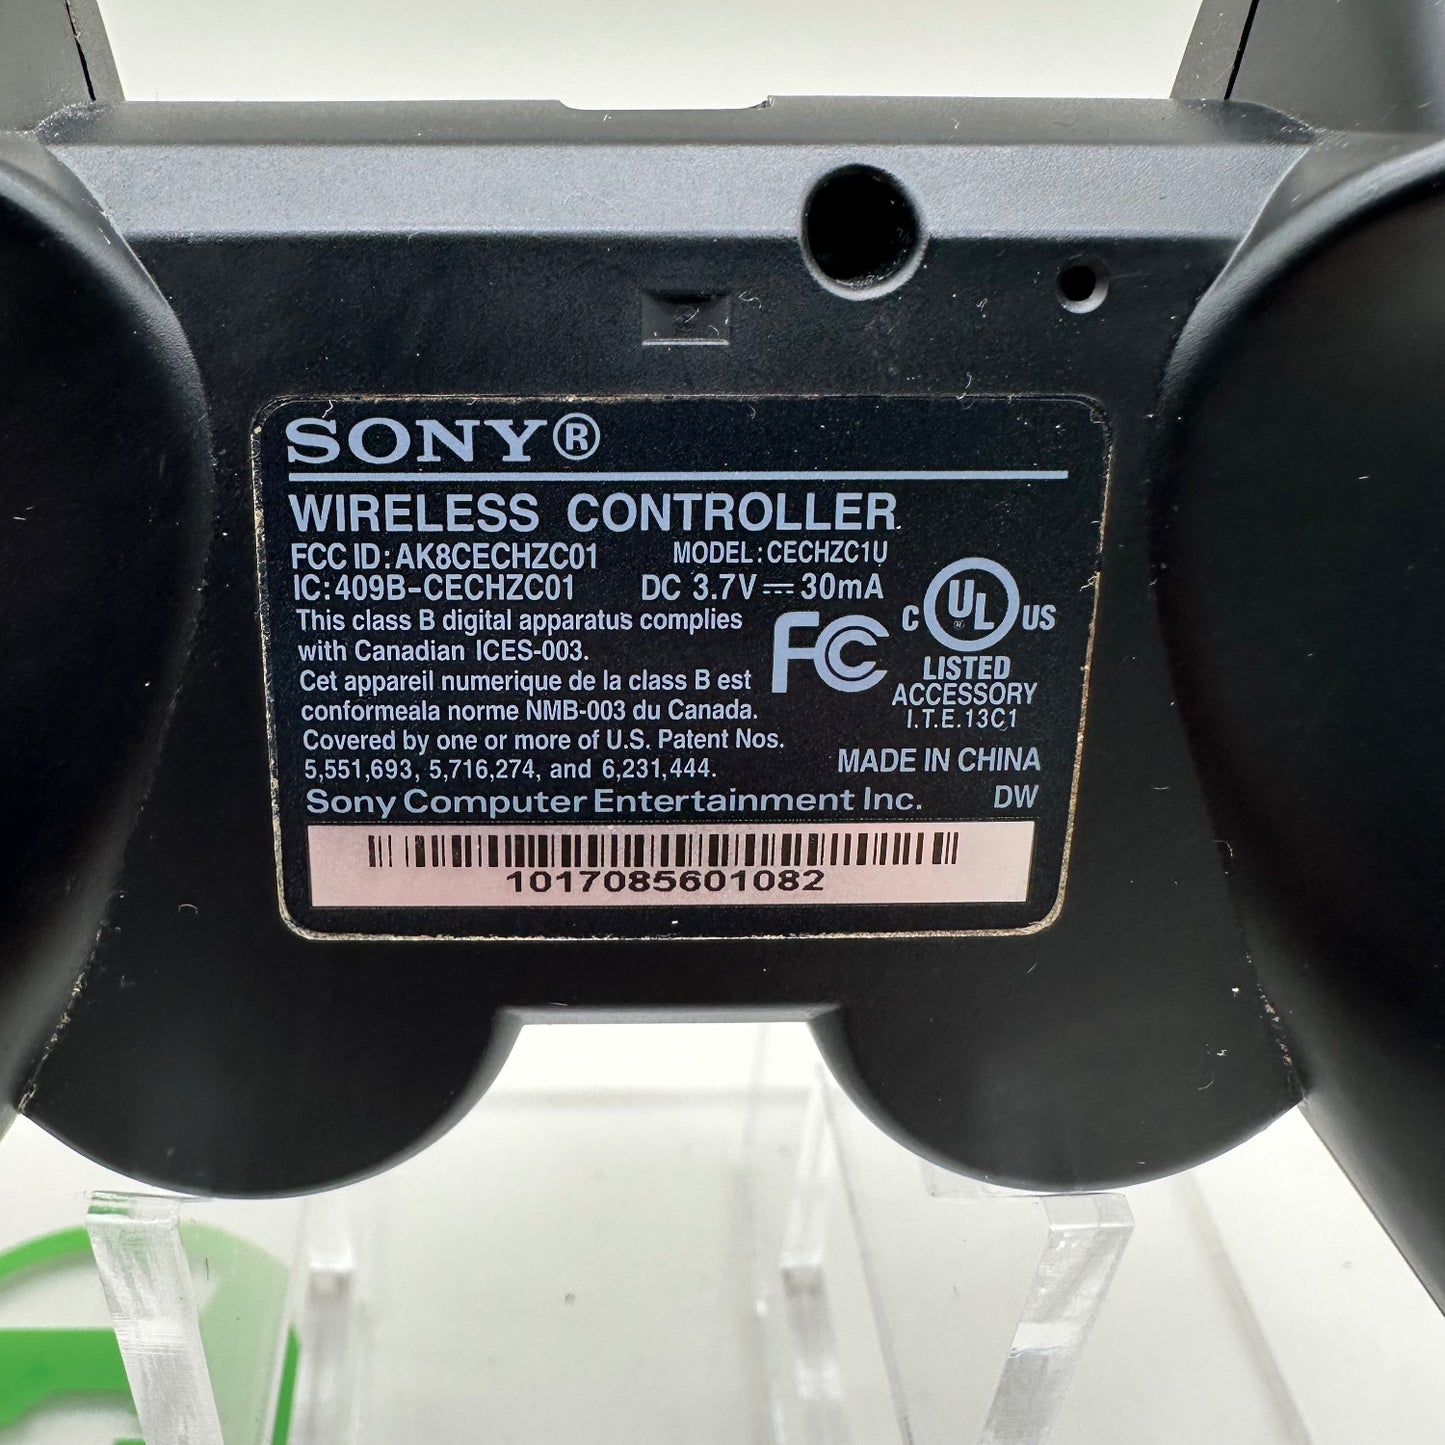 SONY®
WIRELESS CONTROLLER
FCC ID: AK8CECHZC01 MODEL: CECHZC1U
IC: 409B-CECHZC01 DC 3.7V ⎓ 30mA
This class B digital apparatus complies
with Canadian ICES-003.
Cet appareil numerique de la class B est
conformeala norme NMB-003 du Canada.
Covered by one or more of U.S. Patent Nos.
5,551,693, 5,716,274, and 6,231,444.
Sony Computer Entertainment Inc.
FC
C UL® US
LISTED
ACCESSORY
I.T.E.13C1
MADE IN CHINA
DW
1017085601082